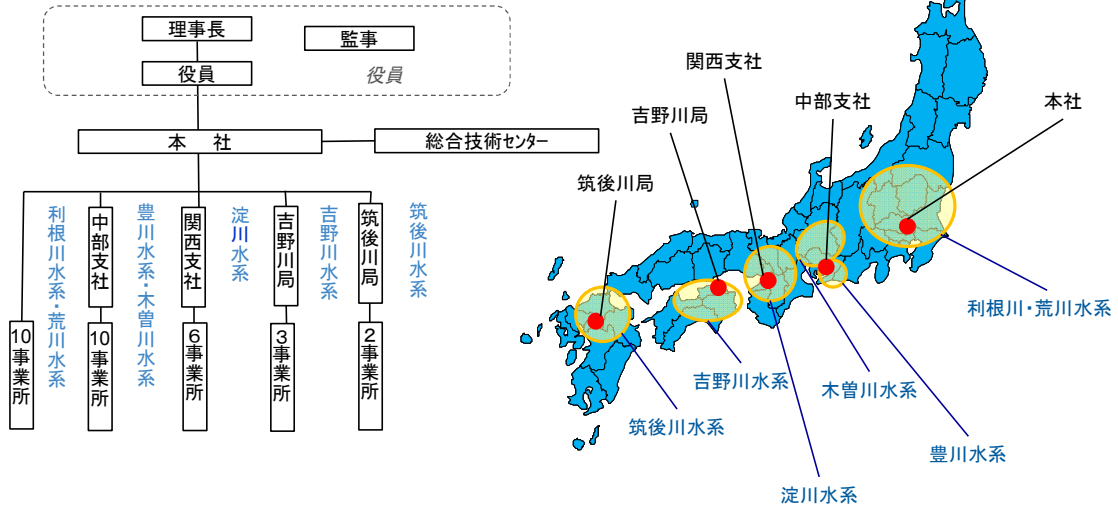 理事長
監事
役員
役員
本　社
総合技術センター
利根川水系・荒川水系
中部支社
豊川水系・木曽川水系
関西支社
淀川水系
吉野川局
吉野川水系
筑後川局
筑後川水系
10事業所
10事業所
6事業所
3事業所
2事業所
関西支社
中部支社
本社
吉野川局
筑後川局
利根川・荒川水系
吉野川水系
木曽川水系
筑後川水系
豊川水系
淀川水系